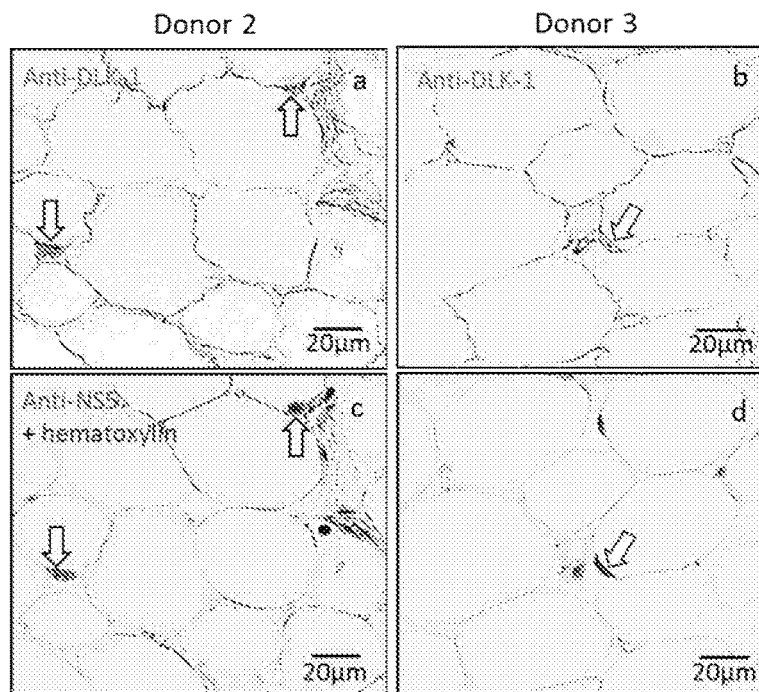 Donor 2
Donor 3
Anti-DLK-1
a
Anti-DLK-1
b
20µm
20µm
Anti-NSS
+ hematoxylin
c
d
20µm
20µm